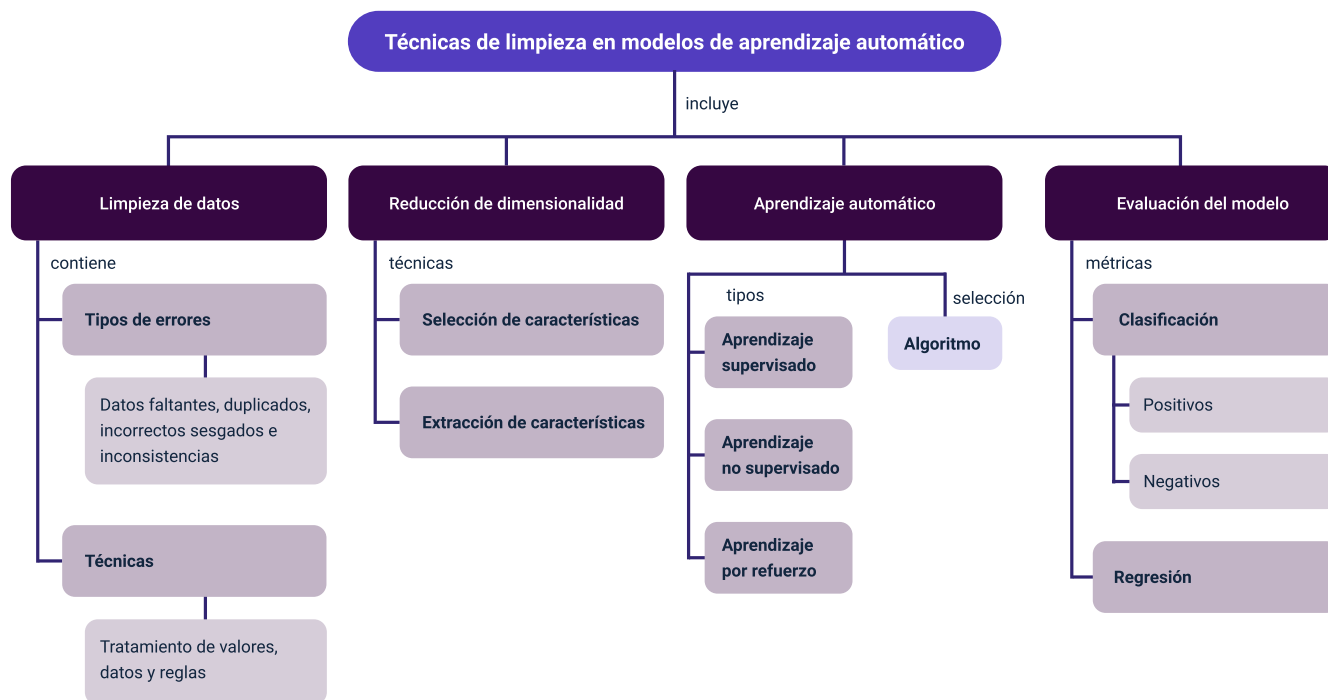 Técnicas de limpieza en modelos de aprendizaje automático
incluye
Limpieza de datos
contiene
Tipos de errores
Datos faltantes, duplicados,
incorrectos sesgados e
inconsistencias
Técnicas
Tratamiento de valores,
datos y reglas
Reducción de dimensionalidad
técnicas
Selección de características
Extracción de características
Aprendizaje automático
tipos
Aprendizaje
supervisado
Aprendizaje
no supervisado
Aprendizaje
por refuerzo
selección
Algoritmo
Evaluación del modelo
métricas
Clasificación
Positivos
Negativos
Regresión